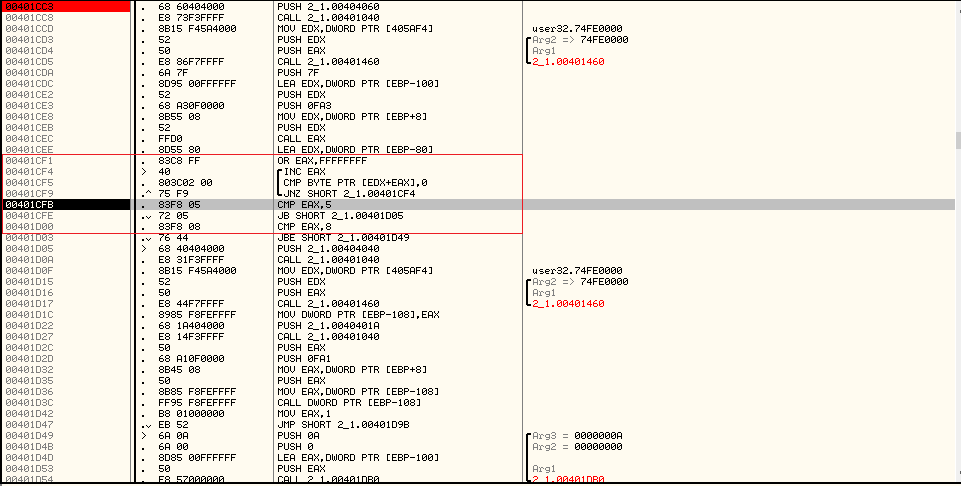 00401CC3 . 68 60404000 PUSH 2_1.00404060
00401CC8 . E8 73F3FFFF CALL 2_1.00401040
00401CCD . 8B15 F45A4000 MOV EDX,DWORD PTR [405AF4] user32.74FE0000
00401CD3 . 52 PUSH EDX Arg2 => 74FE0000
00401CD4 . 50 PUSH EAX Arg1
00401CD5 . E8 86F7FFFF CALL 2_1.00401460 2_1.00401460
00401CDA . 6A 7F PUSH 7F
00401CDC . 8D95 00FFFFFF LEA EDX,DWORD PTR [EBP-100]
00401CE2 . 52 PUSH EDX
00401CE3 . 68 A30F0000 PUSH 0FA3
00401CE8 . 8B55 08 MOV EDX,DWORD PTR [EBP+8]
00401CEB . 52 PUSH EDX
00401CEC . FFD0 CALL EAX
00401CEE . 8D55 80 LEA EDX,DWORD PTR [EBP-80]
00401CF1 . 83C8 FF OR EAX,FFFFFFFF
00401CF4 > 40 INC EAX
00401CF5 . 803C02 00 CMP BYTE PTR [EDX+EAX],0
00401CF9 .^ 75 F9 JNZ SHORT 2_1.00401CF4
00401CFB . 83F8 05 CMP EAX,5
00401CFE .v 72 05 JB SHORT 2_1.00401D05
00401D00 . 83F8 08 CMP EAX,8
00401D03 .v 76 44 JBE SHORT 2_1.00401D49
00401D05 > 68 40404000 PUSH 2_1.00404040
00401D0A . E8 31F3FFFF CALL 2_1.00401040
00401D0F . 8B15 F45A4000 MOV EDX,DWORD PTR [405AF4] user32.74FE0000
00401D15 . 52 PUSH EDX Arg2 => 74FE0000
00401D16 . 50 PUSH EAX Arg1
00401D17 . E8 44F7FFFF CALL 2_1.00401460 2_1.00401460
00401D1C . 8985 F8FEFFFF MOV DWORD PTR [EBP-108],EAX
00401D22 . 68 1A404000 PUSH 2_1.0040401A
00401D27 . E8 14F3FFFF CALL 2_1.00401040
00401D2C . 50 PUSH EAX
00401D2D . 68 A10F0000 PUSH 0FA1
00401D32 . 8B45 08 MOV EAX,DWORD PTR [EBP+8]
00401D35 . 50 PUSH EAX
00401D36 . 8B85 F8FEFFFF MOV EAX,DWORD PTR [EBP-108]
00401D3C . FF95 F8FEFFFF CALL DWORD PTR [EBP-108]
00401D42 . B8 01000000 MOV EAX,1
00401D47 .v EB 52 JMP SHORT 2_1.00401D9B
00401D49 > 6A 0A PUSH 0A Arg3 = 0000000A
00401D4B . 6A 00 PUSH 0 Arg2 = 00000000
00401D4D . 8D85 00FFFFFF LEA EAX,DWORD PTR [EBP-100]
00401D53 . 50 PUSH EAX Arg1
00401D54 . E8 57000000 CALL 2_1.00401DB0 2_1.00401DB0